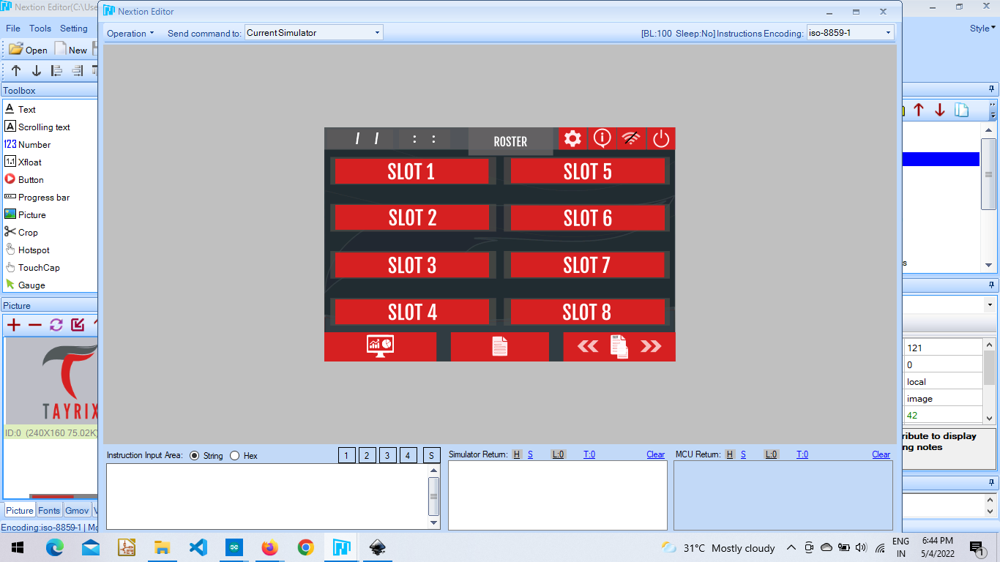 Nextion Editor(C:\Use
Nextion Editor
File Tools Setting
Operation Send command to: Current Simulator
[BL:100 Sleep:No] Instructions Encoding: iso-8859-1
Style
Open New
Toolbox
Text
Scrolling text
Number
Xfloat
Button
Progress bar
Picture
Crop
Hotspot
TouchCap
Gauge
Picture
TAYRIX
ID:0 (240X160 75.02K)
Picture Fonts Gmov V
Encoding:iso-8859-1 | Mo
/ / : : ROSTER
SLOT 1 SLOT 5
SLOT 2 SLOT 6
SLOT 3 SLOT 7
SLOT 4 SLOT 8
Instruction Input Area: String Hex 1 2 3 4 S
Simulator Return: H S L:0 T:0 Clear
MCU Return: H S L:0 T:0 Clear
s
121
0
local
image
42
ribute to display
ng notes
31°C Mostly cloudy
ENG
IN
6:44 PM
5/4/2022
1